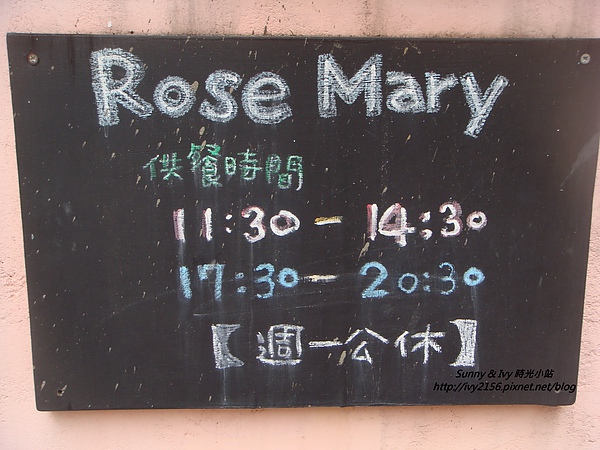 Rose Mary
供餐時間
11:30 - 14:30
17:30 - 20:30
【週一公休】
Sunny & Ivy 時光小站
http://ivy2156.pixnet.net/blog